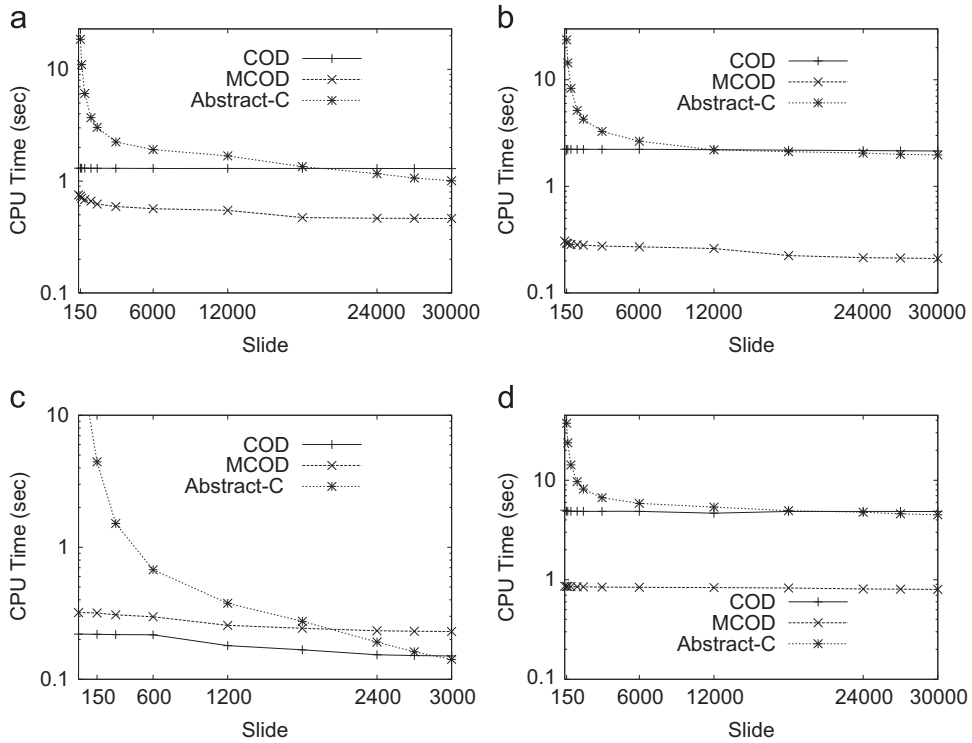 a
10
1
0.1
CPU Time (sec)
COD
MCOD
Abstract-C
150 6000 12000 24000 30000
Slide
b
10
1
0.1
CPU Time (sec)
COD
MCOD
Abstract-C
150 6000 12000 24000 30000
Slide
c
10
1
0.1
CPU Time (sec)
COD
MCOD
Abstract-C
150 600 1200 2400 3000
Slide
d
10
1
0.1
CPU Time (sec)
COD
MCOD
Abstract-C
150 6000 12000 24000 30000
Slide